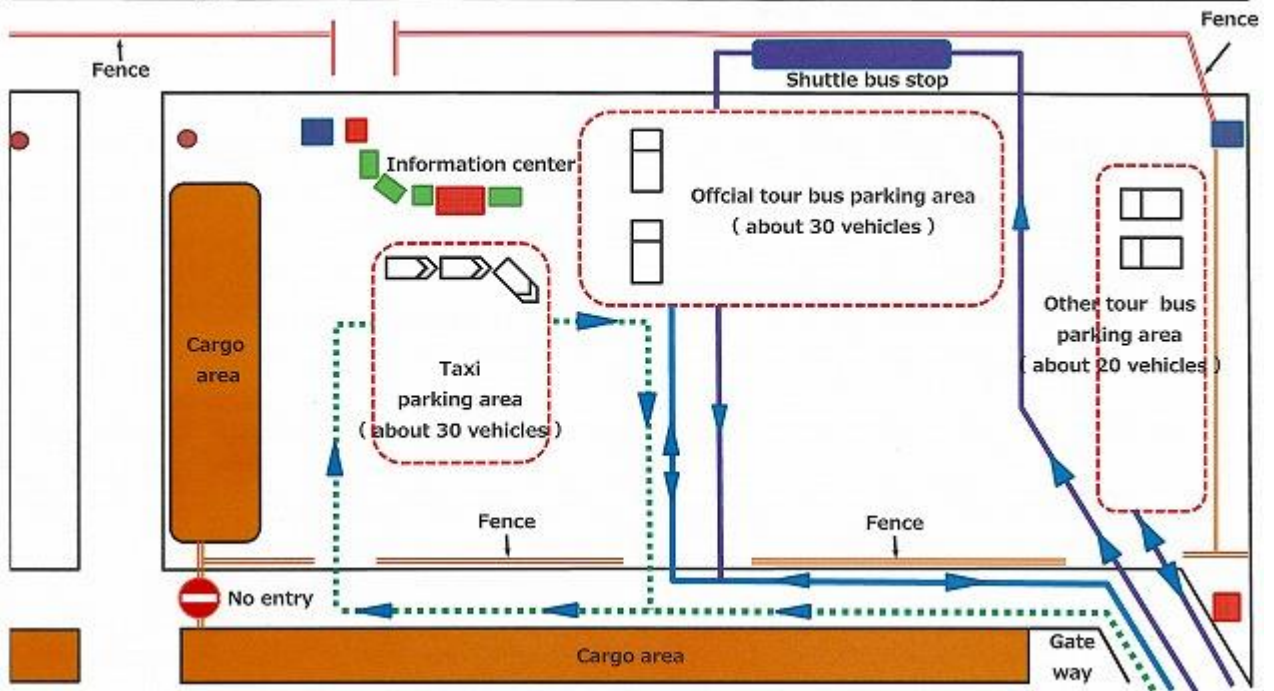 Fence
Fence
Shuttle bus stop
Information center
Offcial tour bus parking area
( about 30 vehicles )
Other tour bus
parking area
( about 20 vehicles )
Cargo
area
Taxi
parking area
( about 30 vehicles )
Fence
Fence
No entry
Cargo area
Gate
way